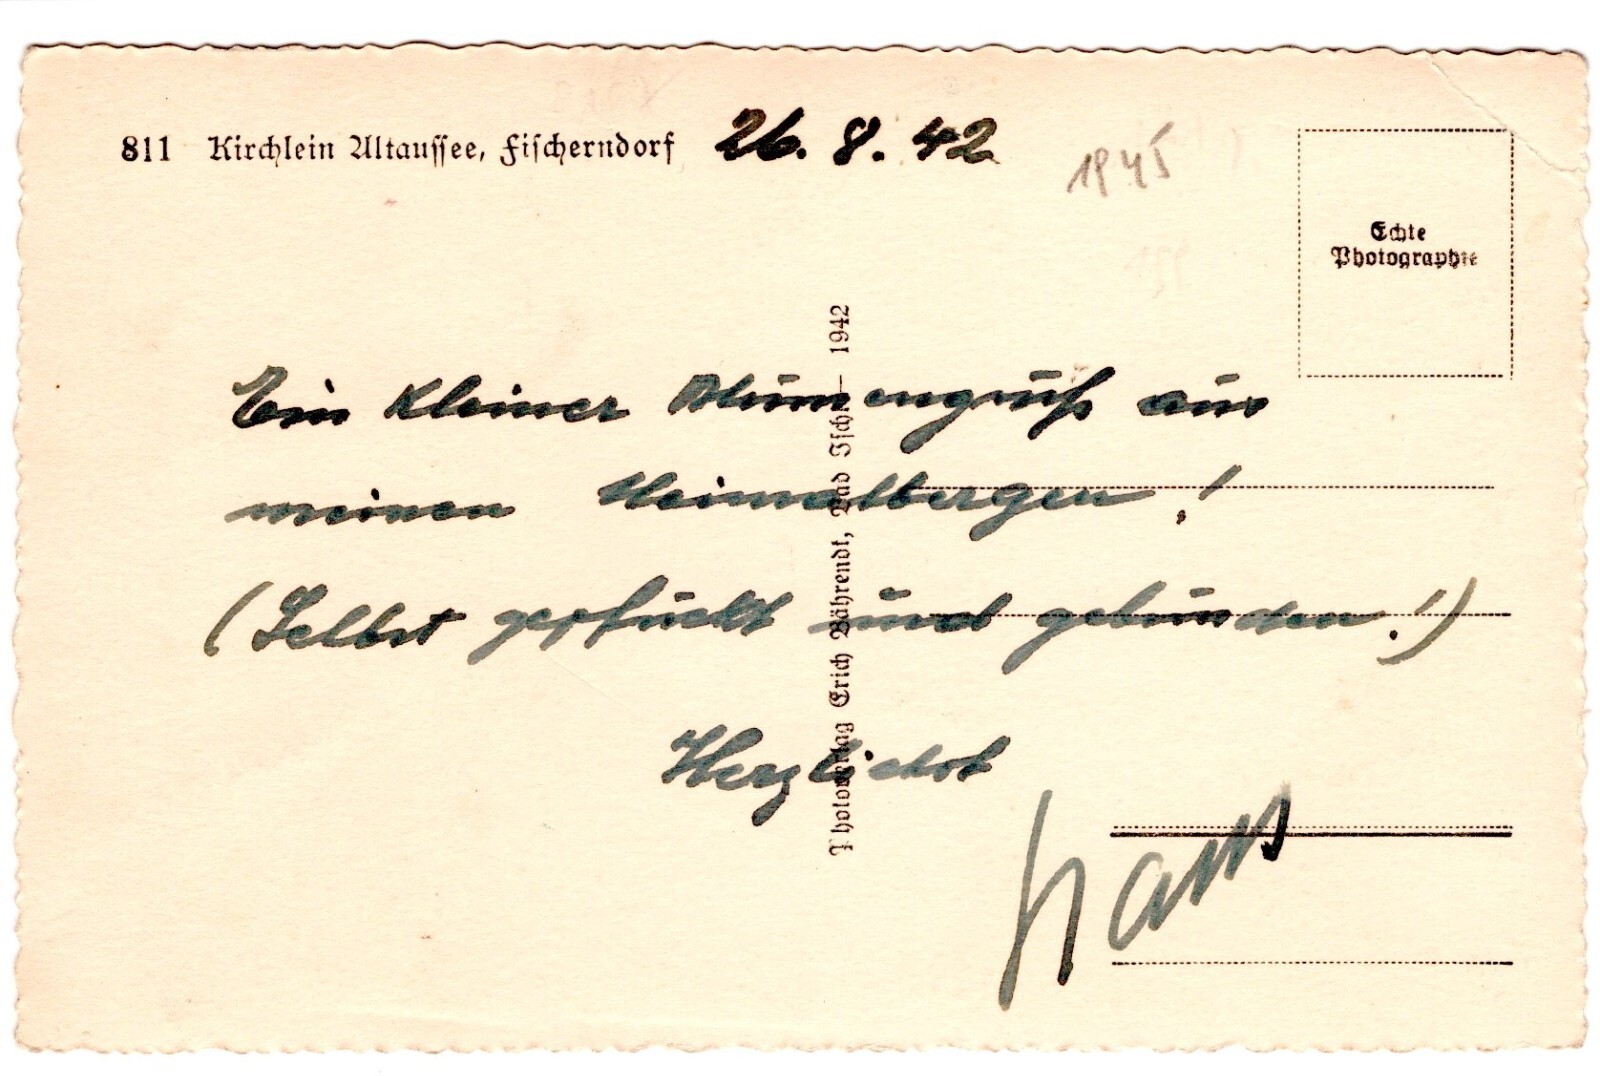 811 Kirchlein Altaussee, Fischerndorf 26. 8. 42
1945
Echte
Photographie
Ein kleiner Blumengruß aus
meinen Heimatbergen!
(Selbst gepflückt und gebunden!)
Herzlichst
Hans
Photoverlag Erich Bährendt, Bad Ischl – 1942